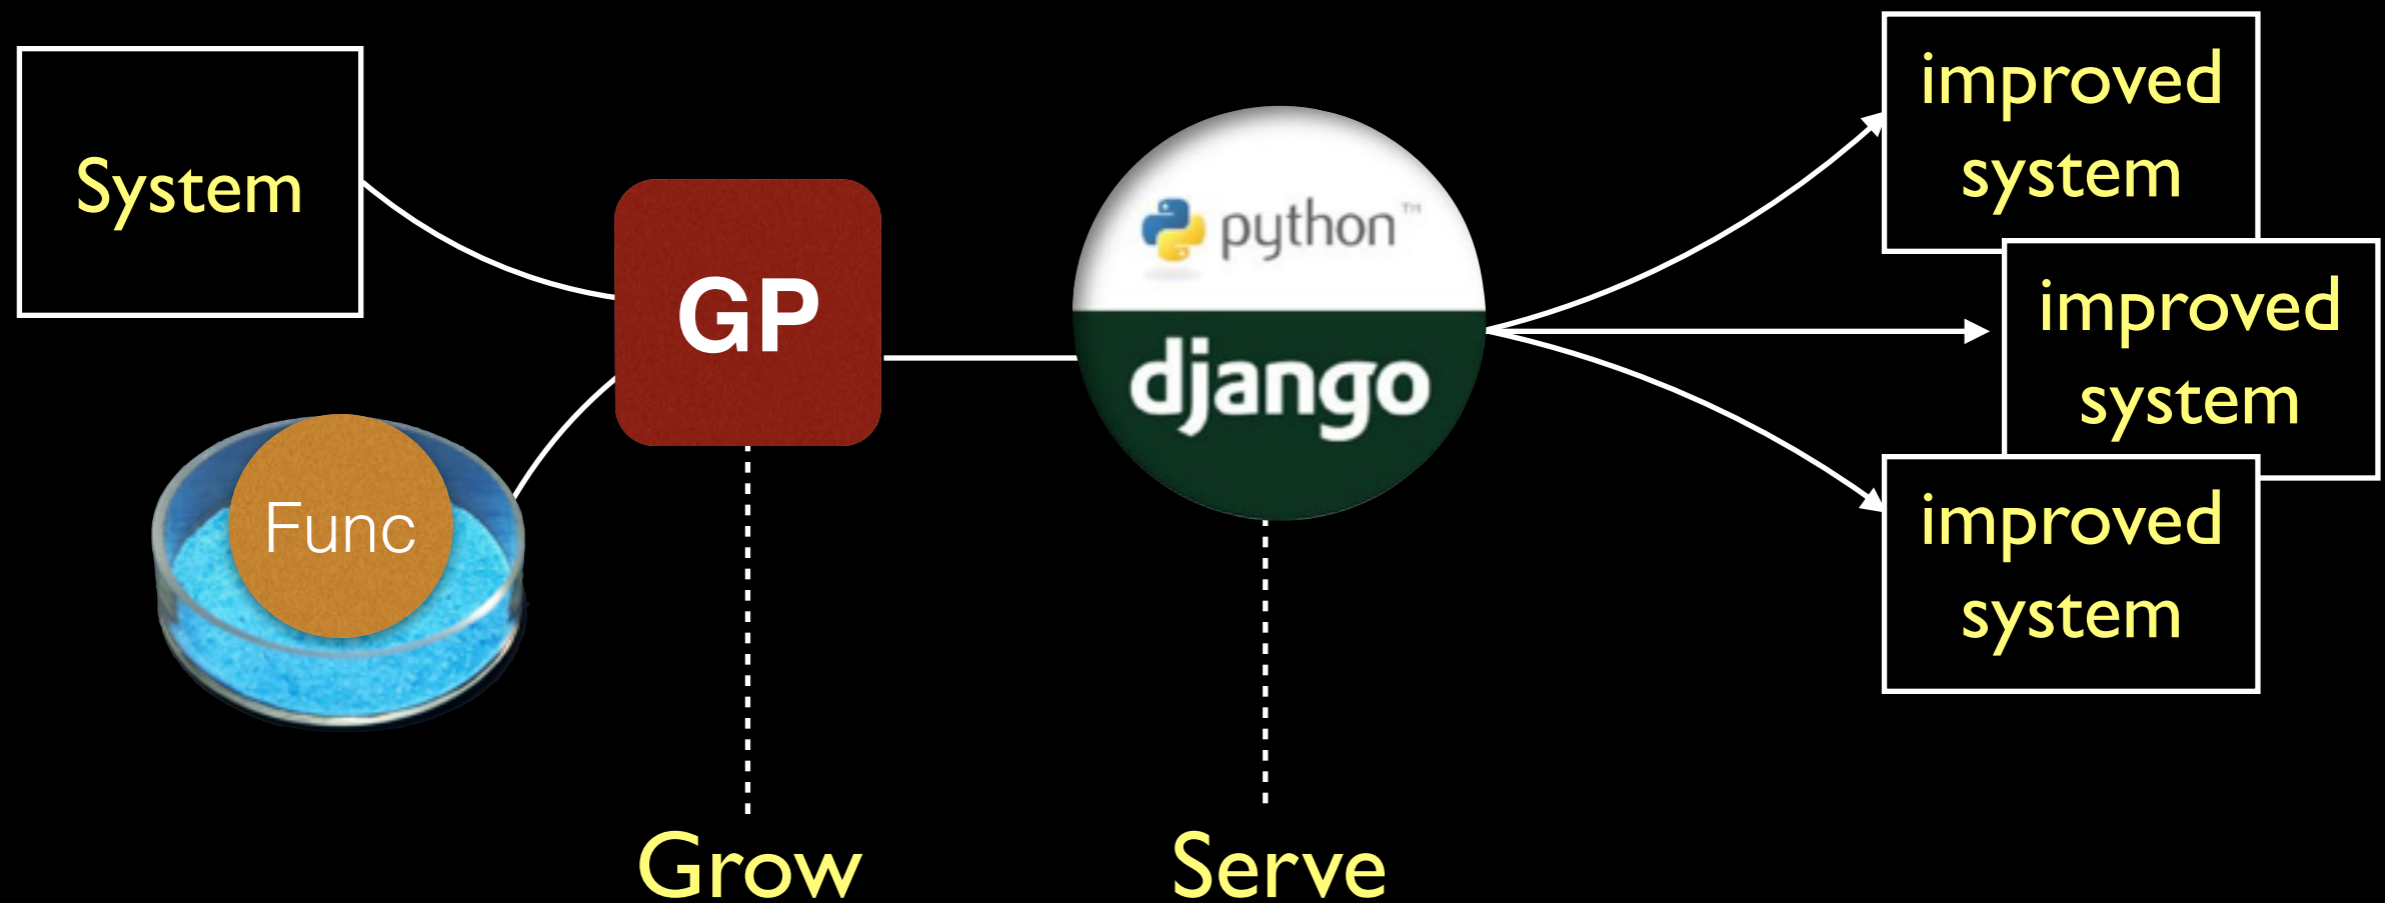 System
Func
GP
python™
django
improved
system
improved
system
improved
system
Grow
Serve